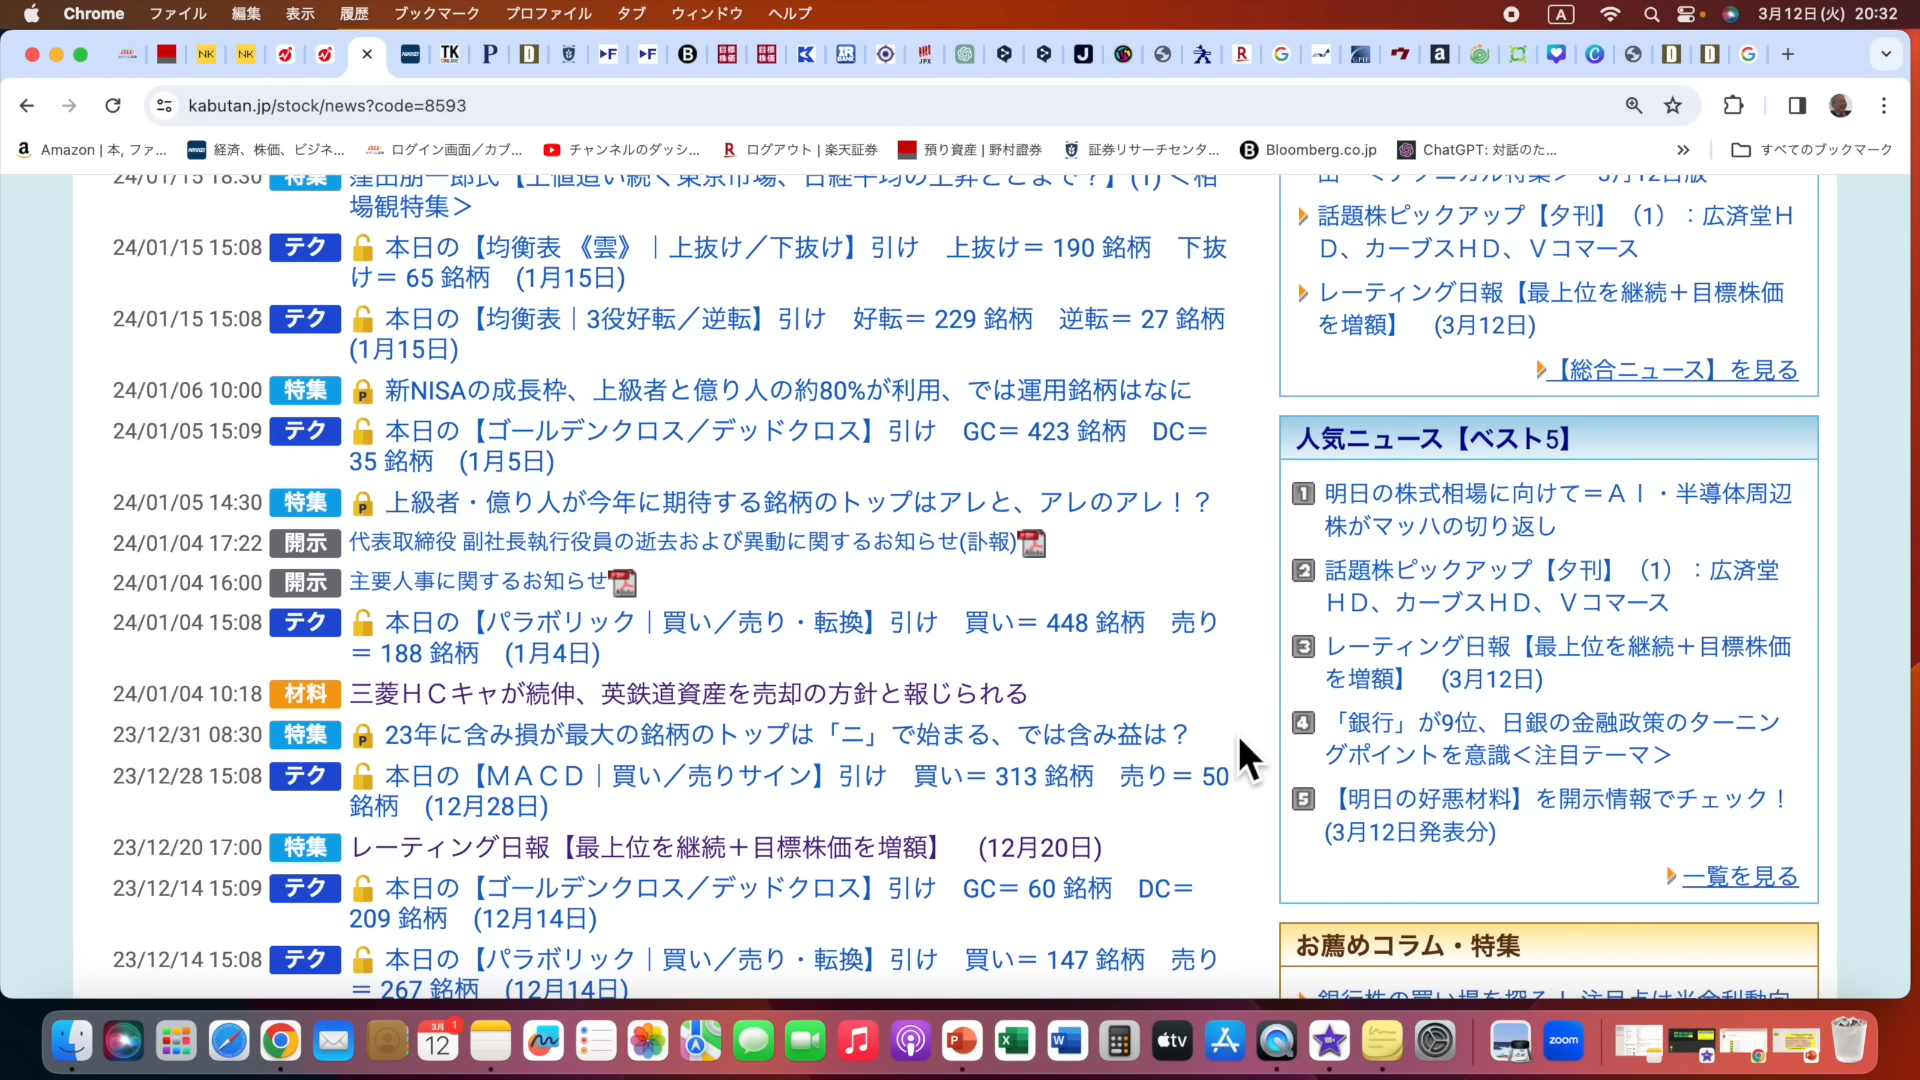 Chrome ファイル 編集 表示 履歴 ブックマーク プロファイル タブ ウィンドウ ヘルプ A 3月12日(火) 20:32
kabutan.jp/stock/news?code=8593
Amazon | 本, ファ... 経済、株価、ビジネ... ログイン画面／カブ... チャンネルのダッシ... ログアウト | 楽天証券 預り資産 | 野村證券 証券リサーチセンタ... Bloomberg.co.jp ChatGPT: 対話のた... すべてのブックマーク
24/01/15 18:30 特集 窪田朋一郎氏【上値追い続く東京市場、日経平均の上昇どこまで？】(1) ＜相
場観特集＞
24/01/15 15:08 テク 本日の【均衡表 《雲》｜上抜け／下抜け】引け 上抜け＝ 190 銘柄 下抜
け＝ 65 銘柄 (1月15日)
24/01/15 15:08 テク 本日の【均衡表｜3役好転／逆転】引け 好転＝ 229 銘柄 逆転＝ 27 銘柄
(1月15日)
24/01/06 10:00 特集 新NISAの成長枠、上級者と億り人の約80%が利用、では運用銘柄はなに
24/01/05 15:09 テク 本日の【ゴールデンクロス／デッドクロス】引け GC＝ 423 銘柄 DC＝
35 銘柄 (1月5日)
24/01/05 14:30 特集 上級者・億り人が今年に期待する銘柄のトップはアレと、アレのアレ！？
24/01/04 17:22 開示 代表取締役 副社長執行役員の逝去および異動に関するお知らせ(訃報)
24/01/04 16:00 開示 主要人事に関するお知らせ
24/01/04 15:08 テク 本日の【パラボリック｜買い／売り・転換】引け 買い＝ 448 銘柄 売り
＝ 188 銘柄 (1月4日)
24/01/04 10:18 材料 三菱ＨＣキャが続伸、英鉄道資産を売却の方針と報じられる
23/12/31 08:30 特集 23年に含み損が最大の銘柄のトップは「ニ」で始まる、では含み益は？
23/12/28 15:08 テク 本日の【ＭＡＣＤ｜買い／売りサイン】引け 買い＝ 313 銘柄 売り＝ 50
銘柄 (12月28日)
23/12/20 17:00 特集 レーティング日報【最上位を継続＋目標株価を増額】 (12月20日)
23/12/14 15:09 テク 本日の【ゴールデンクロス／デッドクロス】引け GC＝ 60 銘柄 DC＝
209 銘柄 (12月14日)
23/12/14 15:08 テク 本日の【パラボリック｜買い／売り・転換】引け 買い＝ 147 銘柄 売り
＝ 267 銘柄 (12月14日)
話題株ピックアップ【夕刊】（1）：広済堂Ｈ
Ｄ、カーブスＨＤ、Ｖコマース
レーティング日報【最上位を継続＋目標株価
を増額】 (3月12日)
【総合ニュース】を見る
人気ニュース【ベスト5】
1 明日の株式相場に向けて＝ＡＩ・半導体周辺
株がマッハの切り返し
2 話題株ピックアップ【夕刊】（1）：広済堂
ＨＤ、カーブスＨＤ、Ｖコマース
3 レーティング日報【最上位を継続＋目標株価
を増額】 (3月12日)
4 「銀行」が9位、日銀の金融政策のターニン
グポイントを意識＜注目テーマ＞
5 【明日の好悪材料】を開示情報でチェック！
(3月12日発表分)
一覧を見る
お薦めコラム・特集
3月 12
tv
zoom